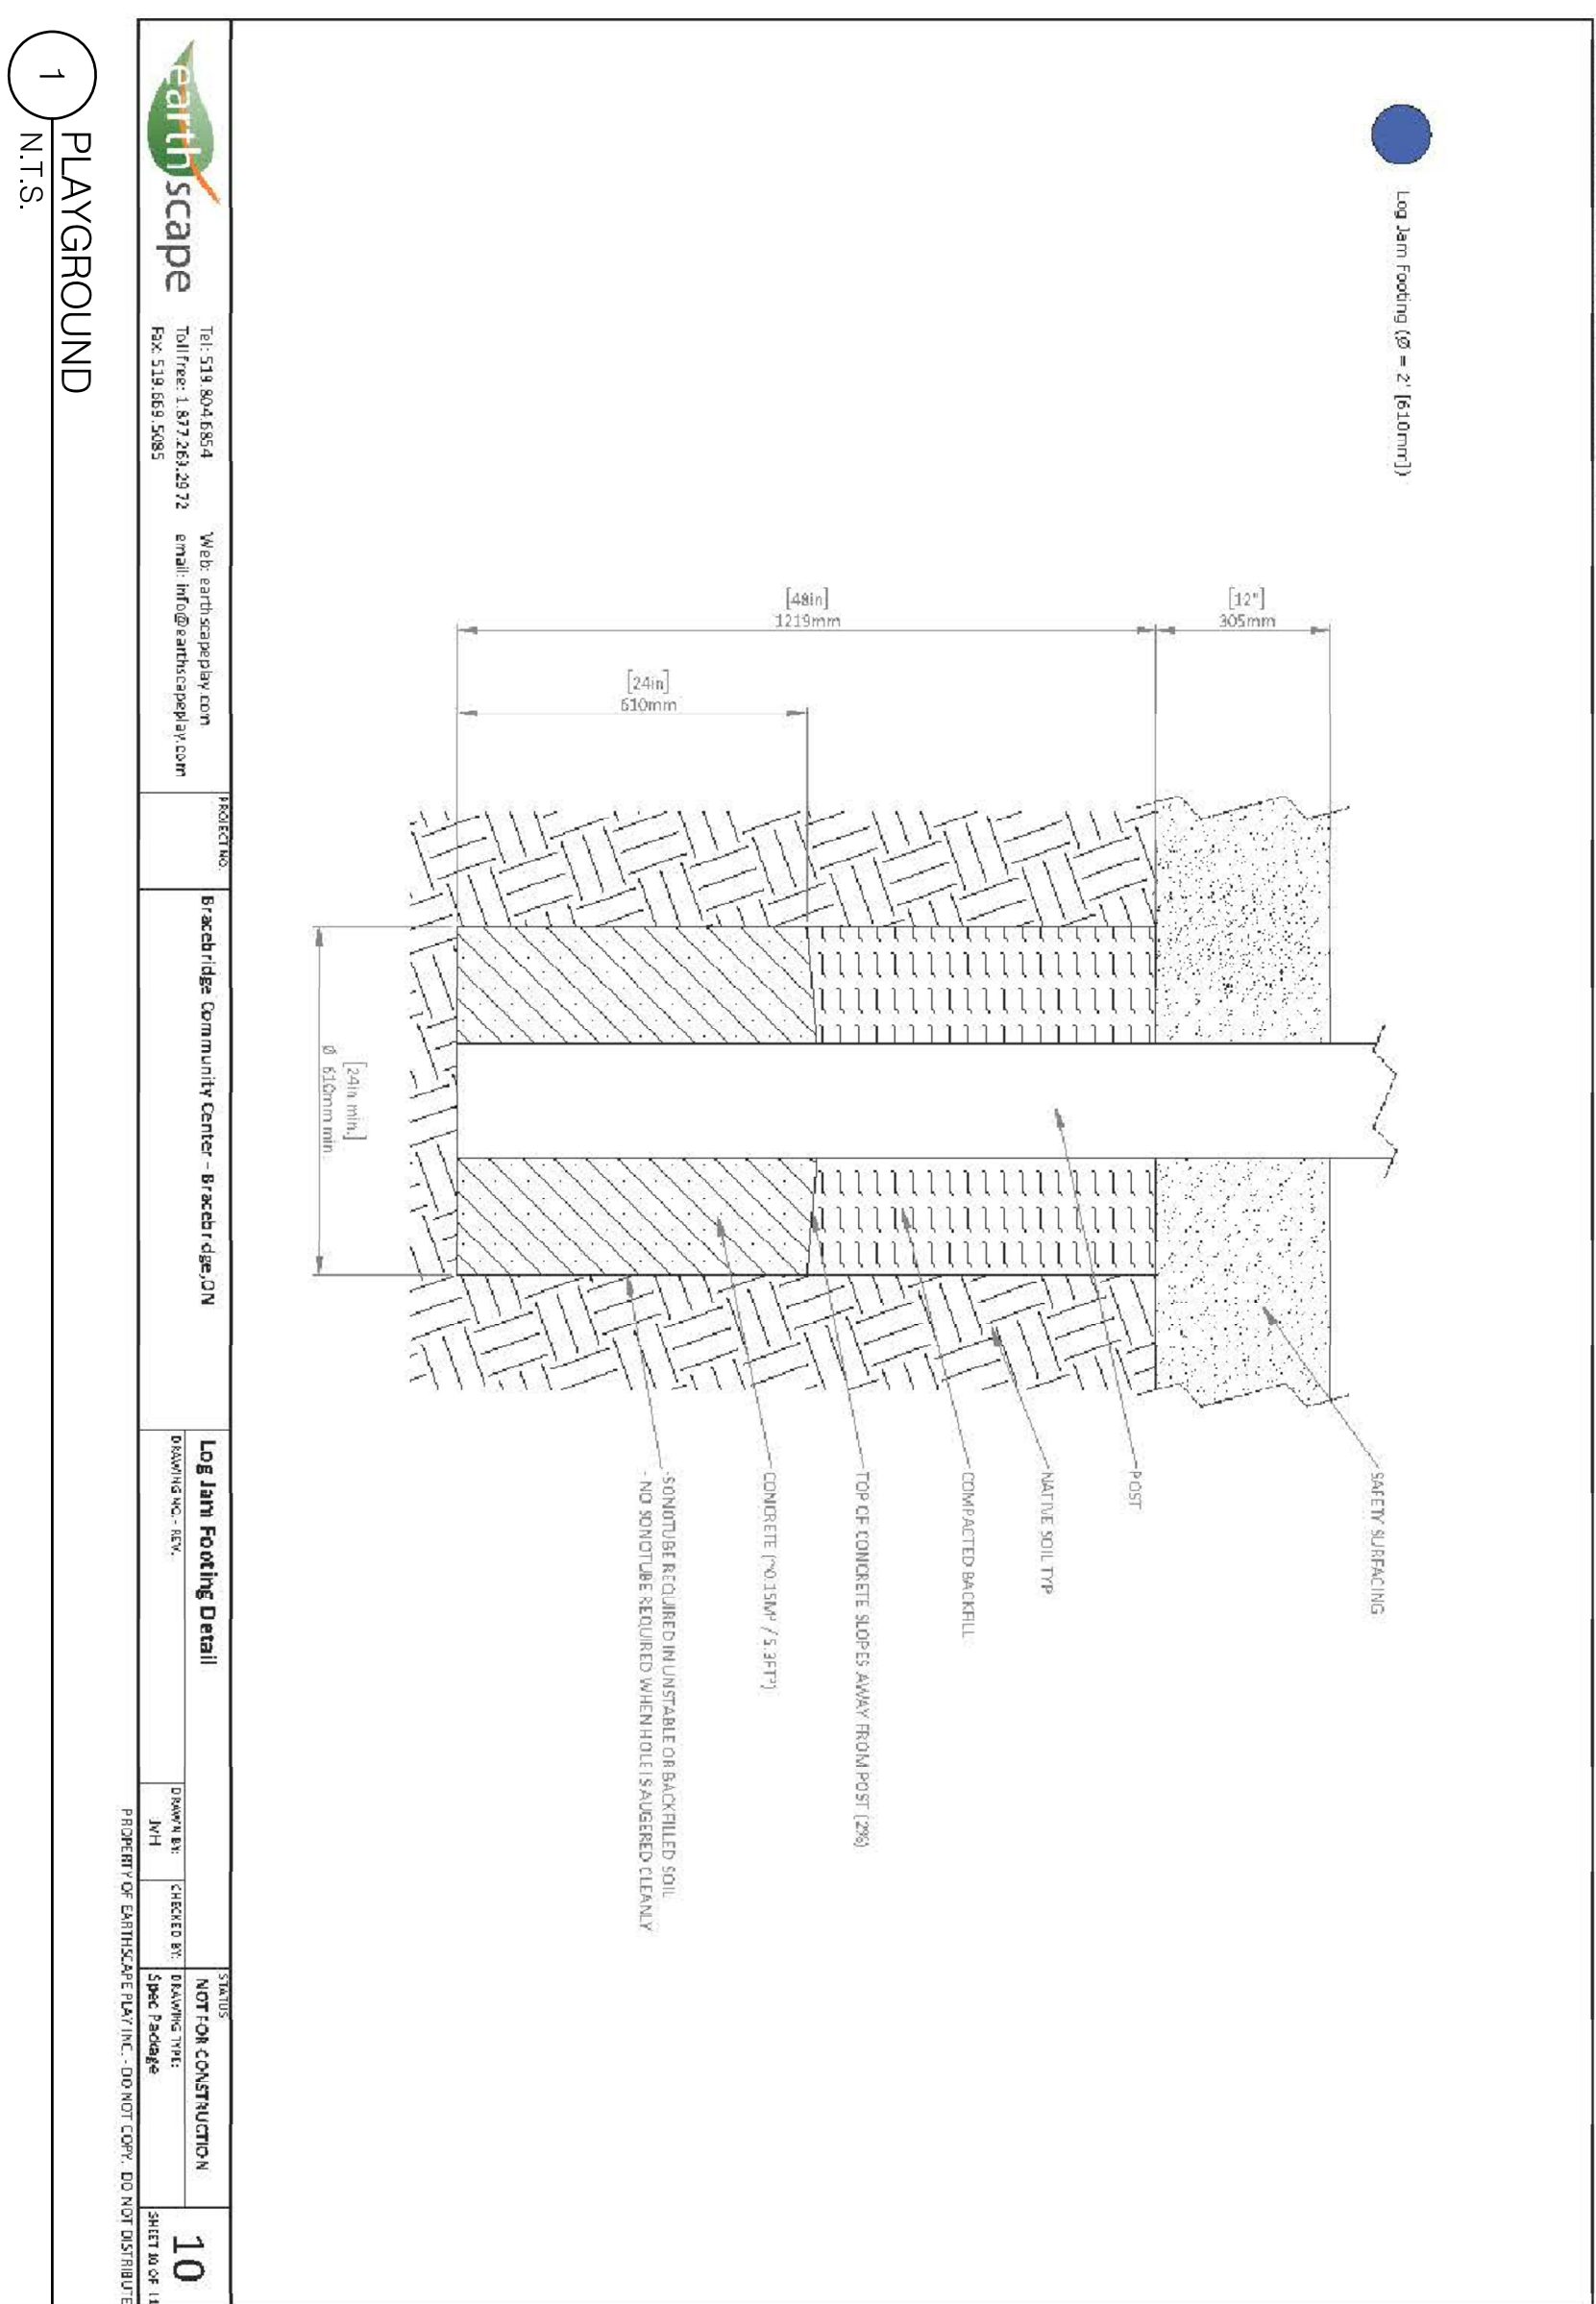 Log Jam Footing (Ø = 2' [610mm])
[12"]
305mm
[48in]
1219mm
[24in]
610mm
[24in min.]
Ø 610mm min.
SAFETY SURFACING
POST
NATIVE SOIL TYP
COMPACTED BACKFILL
TOP OF CONCRETE SLOPES AWAY FROM POST (2%)
CONCRETE (~0.15M³ / 5.3FT³)
- SONOTUBE REQUIRED IN UNSTABLE OR BACKFILLED SOIL
- NO SONOTUBE REQUIRED WHEN HOLE IS AUGERED CLEANLY
earthscape
Tel: 519.804.6854
Toll free: 1.877.269.2972
Fax: 519.669.5085
Web: earthscapeplay.com
email: info@earthscapeplay.com
PROJECT NO.
Bracebridge Community Center – Bracebridge, ON
Log Jam Footing Detail
DRAWING NO. - REV.
DRAWN BY:
JVH
CHECKED BY:
STATUS
NOT FOR CONSTRUCTION
DRAWING TYPE:
Spec Package
10
SHEET 10 OF 11
PROPERTY OF EARTHSCAPE PLAY INC. - DO NOT COPY. DO NOT DISTRIBUTE
1
PLAYGROUND
N.T.S.